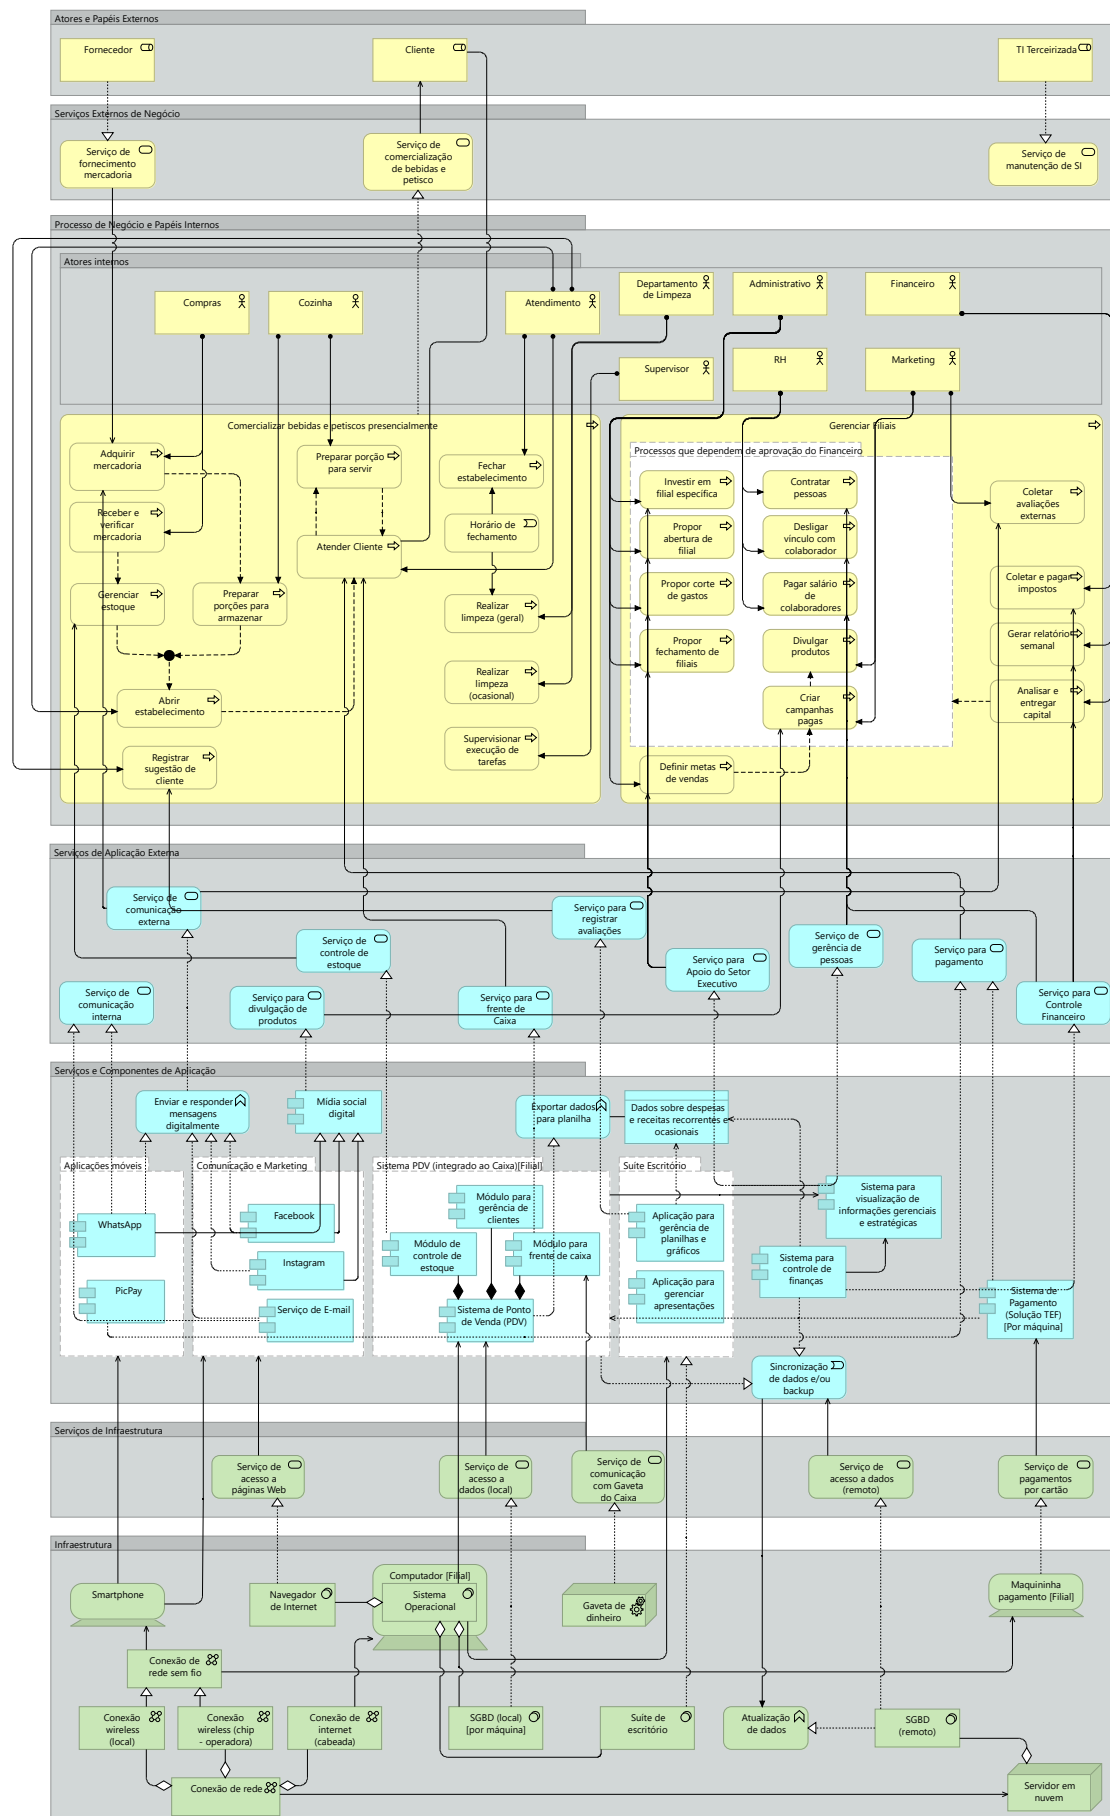 Atores e Papéis Externos
Fornecedor
Cliente
TI Terceirizada
Serviços Externos de Negócio
Serviço de
fornecimento
mercadoria
Serviço de
comercialização
de bebidas e
petisco
Serviço de
manutenção de SI
Processo de Negócio e Papéis Internos
Atores internos
Compras
Cozinha
Atendimento
Departamento
de Limpeza
Administrativo
Financeiro
Supervisor
RH
Marketing
Comercializar bebidas e petiscos presencialmente
Adquirir
mercadoria
Receber e
verificar
mercadoria
Gerenciar
estoque
Preparar
porções para
armazenar
Abrir
estabelecimento
Registrar
sugestão de
cliente
Preparar porção
para servir
Atender Cliente
Fechar
estabelecimento
Horário de
fechamento
Realizar
limpeza (geral)
Realizar
limpeza
(ocasional)
Supervisionar
execução de
tarefas
Gerenciar Filiais
Processos que dependem de aprovação do Financeiro
Investir em
filial específica
Propor
abertura de
filial
Propor corte
de gastos
Propor
fechamento de
filiais
Contratar
pessoas
Desligar
vínculo com
colaborador
Pagar salário
de
colaboradores
Divulgar
produtos
Criar
campanhas
pagas
Definir metas
de vendas
Coletar
avaliações
externas
Coletar e pagar
impostos
Gerar relatório
semanal
Analisar e
entregar
capital
Serviços de Aplicação Externa
Serviço de
comunicação
externa
Serviço de
controle de
estoque
Serviço para
registrar
avaliações
Serviço para
Apoio do Setor
Executivo
Serviço de
gerência de
pessoas
Serviço para
pagamento
Serviço de
comunicação
interna
Serviço para
divulgação de
produtos
Serviço para
frente de
Caixa
Serviço para
Controle
Financeiro
Serviços e Componentes de Aplicação
Enviar e responder
mensagens
digitalmente
Midia social
digital
Exportar dados
para planilha
Dados sobre despesas
e receitas recorrentes e
ocasionais
Aplicações móveis
WhatsApp
PicPay
Comunicação e Marketing
Facebook
Instagram
Serviço de E-mail
Sistema PDV (integrado ao Caixa)[Filial]
Módulo para
gerência de
clientes
Módulo de
controle de
estoque
Módulo para
frente de caixa
Sistema de Ponto
de Venda (PDV)
Suíte Escritório
Aplicação para
gerência de
planilhas e
gráficos
Aplicação para
gerenciar
apresentações
Sistema para
visualização de
informações gerenciais
e estratégicas
Sistema para
controle de
finanças
Sistema de
Pagamento
(Solução TEF)
[Por máquina]
Sincronização
de dados e/ou
backup
Serviços de Infraestrutura
Serviço de
acesso a
páginas Web
Serviço de
acesso a
dados (local)
Serviço de
comunicação
com Gaveta
do Caixa
Serviço de
acesso a dados
(remoto)
Serviço de
pagamentos
por cartão
Infraestrutura
Smartphone
Navegador
de Internet
Computador [Filial]
Sistema
Operacional
Gaveta de
dinheiro
Maquininha
pagamento [Filial]
Conexão de
rede sem fio
Conexão
wireless
(local)
Conexão
wireless (chip
- operadora)
Conexão de
internet
(cabeada)
SGBD (local)
[por máquina]
Suíte de
escritório
Atualização
de dados
SGBD
(remoto)
Conexão de rede
Servidor em
nuvem